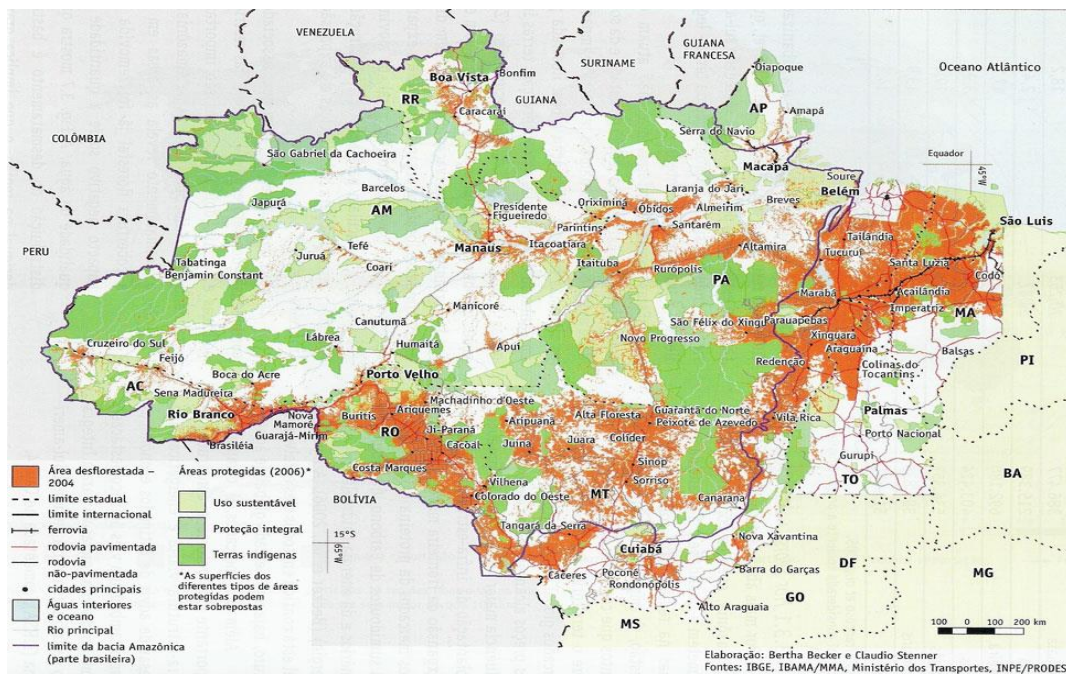 VENEZUELA
GUIANA
FRANCESA
SURINAME
Oceano Atlântico
Oiapoque
Boa Vista
Bonfim
RR
GUIANA
AP
Amapá
Caracaraí
COLÔMBIA
Serra do Navio
São Gabriel da Cachoeira
Macapá
Equador
45°W
Soure
Barcelos
Laranja do Jari
Belém
Japurá
AM
Presidente
Figueiredo
Oriximiná
Óbidos
Almeirim
Breves
São Luis
Parintins
Santarém
Tailândia
Manaus
Itacoatiara
Altamira
Tucuruí
Santa Luzia
PERU
Tefé
Tabatinga
Juruá
Coari
Itaituba
Codó
Benjamin Constant
Rurópolis
PA
Marabá
Açailândia
Manicoré
Imperatriz
MA
Canutumã
São Félix do Xingu
Parauapebas
Cruzeiro do Sul
Lábrea
Humaitá
Apuí
Novo Progresso
Xinguara
Feijó
Araguaína
Balsas
PI
Boca do Acre
Porto Velho
Redenção
Colinas do
Tocantins
AC
Sena Madureira
Machadinho d'Oeste
Rio Branco
Nova
Mamoré
Buritis
Ariquemes
Aripuanã
Alta Floresta
Guarantã do Norte
Peixote de Azevedo
Vila Rica
Palmas
Guarajá-Mirim
RO
Ji-Paraná
Juína
Juara
Colíder
Porto Nacional
Brasiléia
Cacoal
Gurupi
Costa Marques
Sinop
TO
BA
BOLÍVIA
Vilhena
Sorriso
Colorado do Oeste
MT
Canarana
Tangará da Serra
15°S
65°W
Cuiabá
Nova Xavantina
Cáceres
Poconé
Rondonópolis
Barra do Garças
DF
MG
GO
Alto Araguaia
MS
Área desflorestada –
2004
limite estadual
limite internacional
ferrovia
rodovia pavimentada
rodovia
não-pavimentada
cidades principais
Águas interiores
e oceano
Rio principal
limite da bacia Amazônica
(parte brasileira)
Áreas protegidas (2006)*
Uso sustentável
Proteção integral
Terras indígenas
*As superfícies dos
diferentes tipos de áreas
protegidas podem
estar sobrepostas
100 0 100 200 km
Elaboração: Bertha Becker e Claudio Stenner
Fontes: IBGE, IBAMA/MMA, Ministério dos Transportes, INPE/PRODES